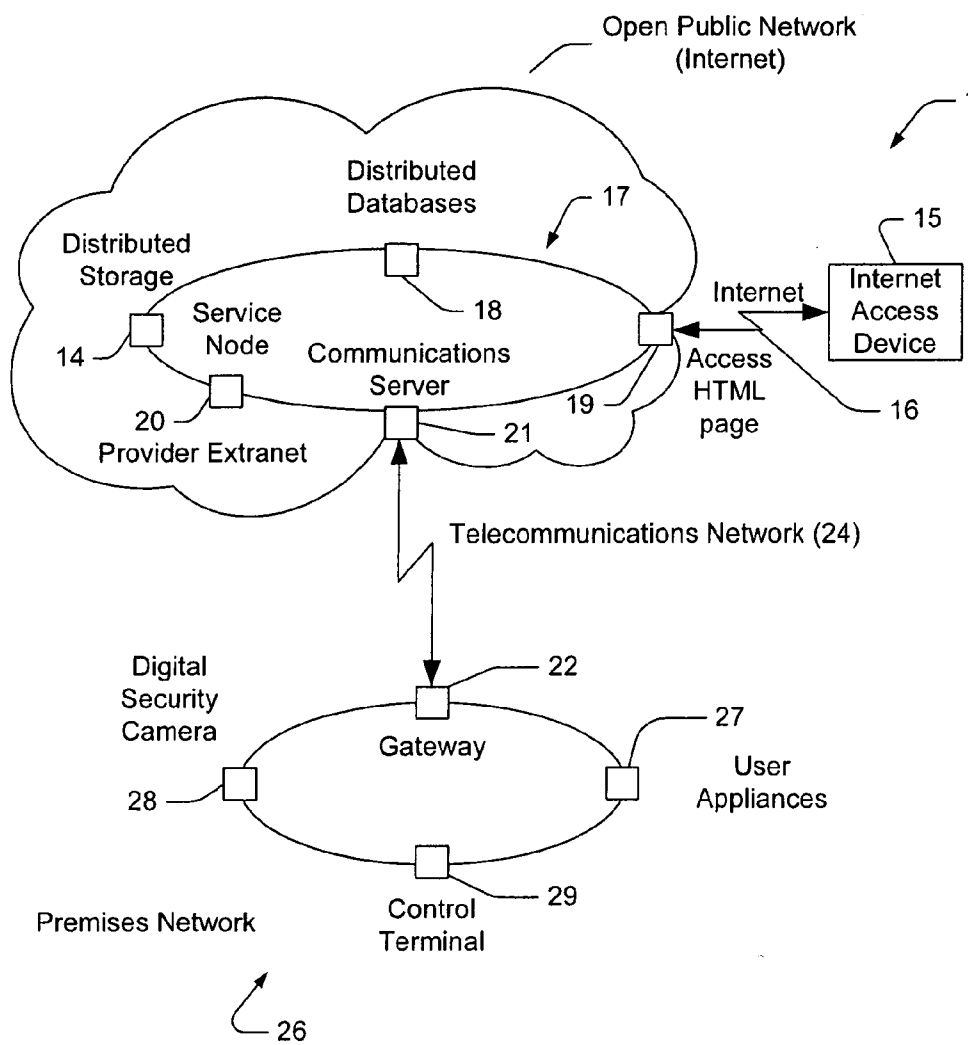 Open Public Network
(Internet)
Distributed
Databases
17
15
Distributed
Storage
Internet
Internet
Access
Device
Service
Node
18
14
Communications
Server
Access
HTML
page
19
16
20
21
Provider Extranet
Telecommunications Network (24)
Digital
Security
Camera
22
27
Gateway
User
Appliances
28
29
Control
Terminal
Premises Network
26